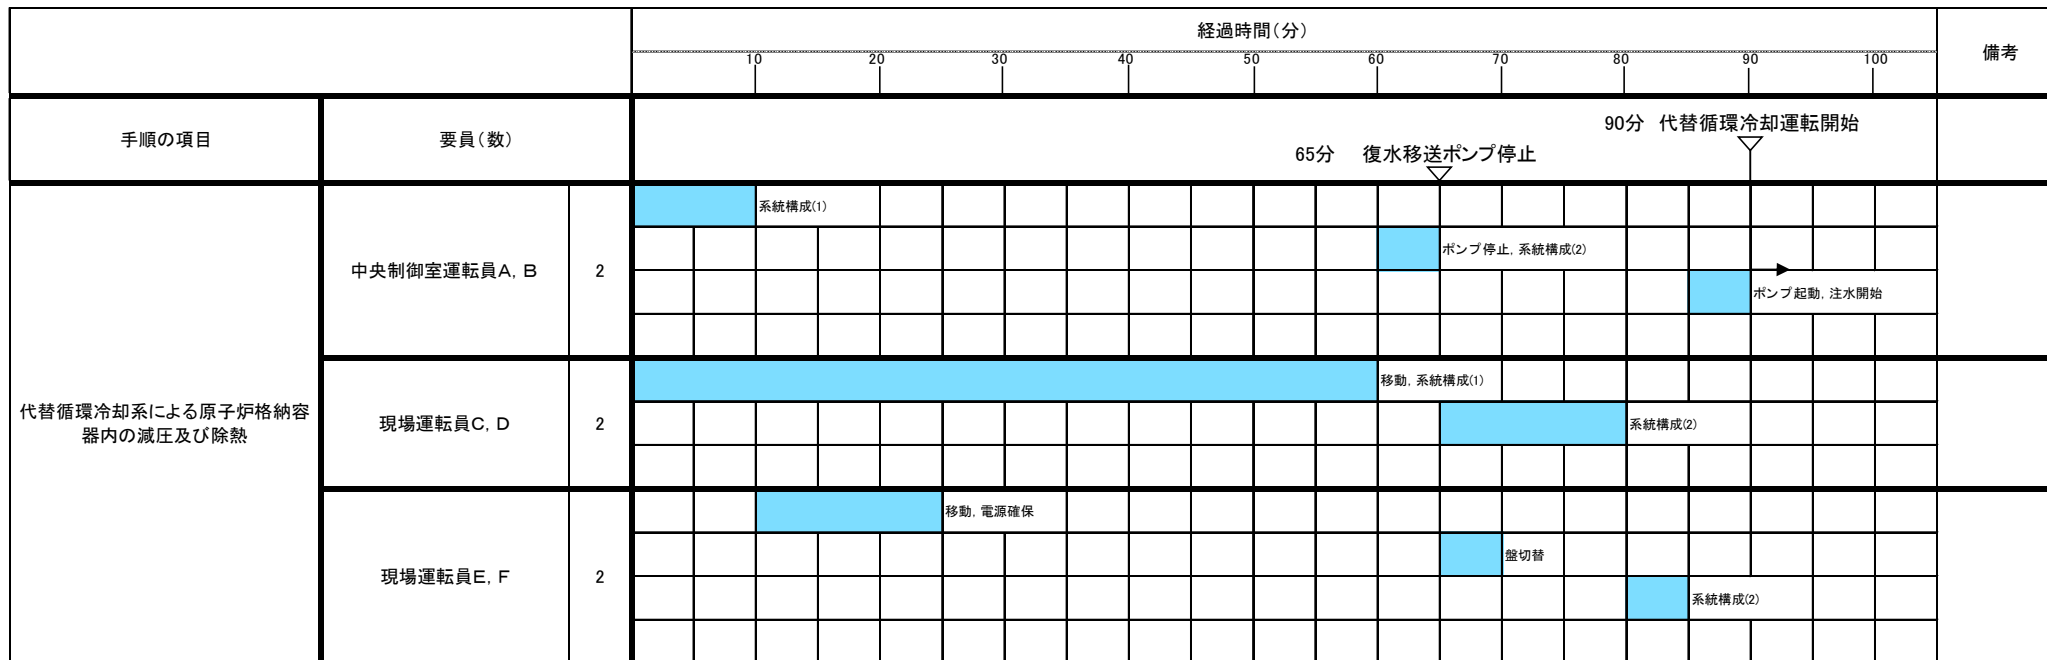 経過時間(分)
備考
10 20 30 40 50 60 70 80 90 100
手順の項目
要員(数)
90分 代替循環冷却運転開始
65分 復水移送ポンプ停止
代替循環冷却系による原子炉格納容
器内の減圧及び除熱
中央制御室運転員A, B
2
系統構成(1)
ポンプ停止, 系統構成(2)
ポンプ起動, 注水開始
現場運転員C, D
2
移動, 系統構成(1)
系統構成(2)
現場運転員E, F
2
移動, 電源確保
盤切替
系統構成(2)